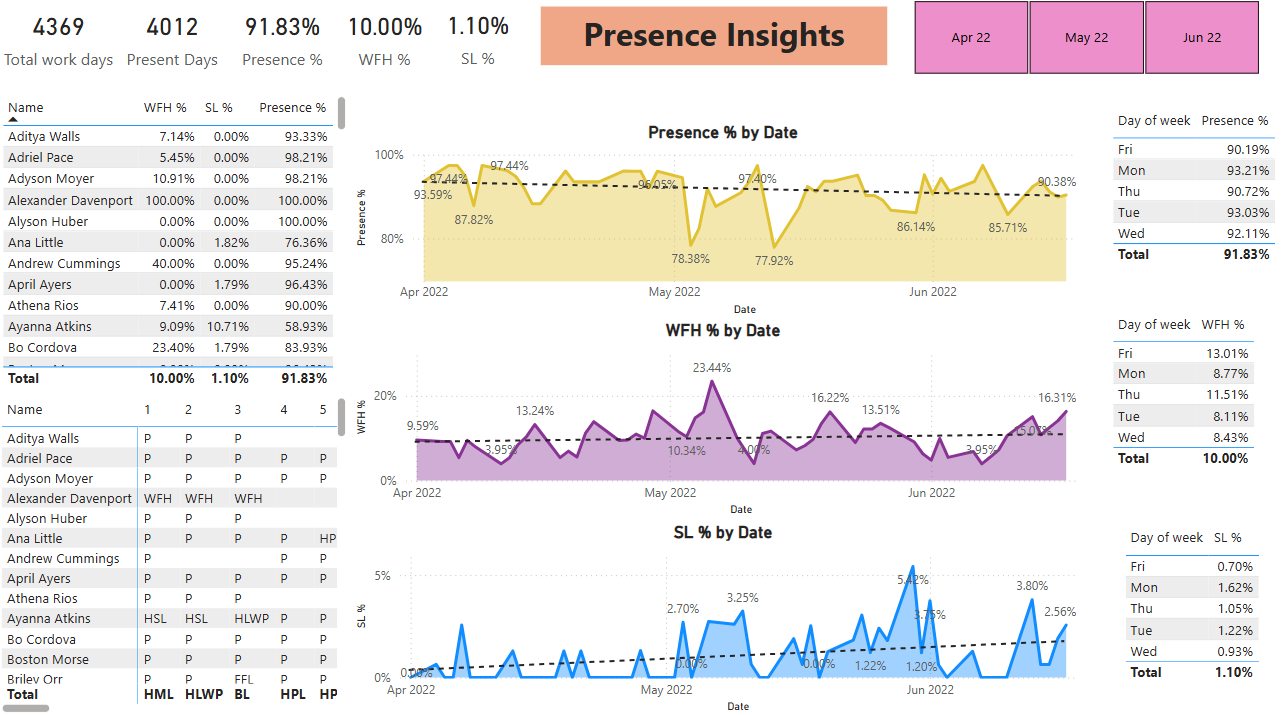 4369
Total work days
4012
Present Days
91.83%
Presence %
10.00%
WFH %
1.10%
SL %
Presence Insights
Apr 22
May 22
Jun 22
Name WFH % SL % Presence %
Aditya Walls 7.14% 0.00% 93.33%
Adriel Pace 5.45% 0.00% 98.21%
Adyson Moyer 10.91% 0.00% 98.21%
Alexander Davenport 100.00% 0.00% 100.00%
Alyson Huber 0.00% 0.00% 100.00%
Ana Little 0.00% 1.82% 76.36%
Andrew Cummings 40.00% 0.00% 95.24%
April Ayers 0.00% 1.79% 96.43%
Athena Rios 7.41% 0.00% 90.00%
Ayanna Atkins 9.09% 10.71% 58.93%
Bo Cordova 23.40% 1.79% 83.93%
Total 10.00% 1.10% 91.83%
Name 1 2 3 4 5
Aditya Walls P P P
Adriel Pace P P P P P
Adyson Moyer P P P P P
Alexander Davenport WFH WFH WFH
Alyson Huber P P P
Ana Little P P P P HP
Andrew Cummings P P P
April Ayers P P P P P
Athena Rios P P P
Ayanna Atkins HSL HSL HLWP P P
Bo Cordova P P P P P
Boston Morse P P P P P
Briley Orr P P FFL P P
Total HML HLWP BL HPL HP
Presence % by Date
Presence %
100%
80%
93.59%
97.44%
87.82%
97.44%
96.05%
78.38%
97.40%
77.92%
86.14%
85.71%
90.38%
Apr 2022 May 2022 Jun 2022
Date
WFH % by Date
WFH %
20%
0%
9.59%
3.95%
13.24%
10.34%
23.44%
4.00%
16.22%
13.51%
3.95%
15.07%
16.31%
Apr 2022 May 2022 Jun 2022
Date
SL % by Date
SL %
5%
0%
0.00%
2.70%
0.00%
3.25%
0.00%
1.22%
5.42%
1.20%
3.75%
3.80%
2.56%
Apr 2022 May 2022 Jun 2022
Date
Day of week Presence %
Fri 90.19%
Mon 93.21%
Thu 90.72%
Tue 93.03%
Wed 92.11%
Total 91.83%
Day of week WFH %
Fri 13.01%
Mon 8.77%
Thu 11.51%
Tue 8.11%
Wed 8.43%
Total 10.00%
Day of week SL %
Fri 0.70%
Mon 1.62%
Thu 1.05%
Tue 1.22%
Wed 0.93%
Total 1.10%